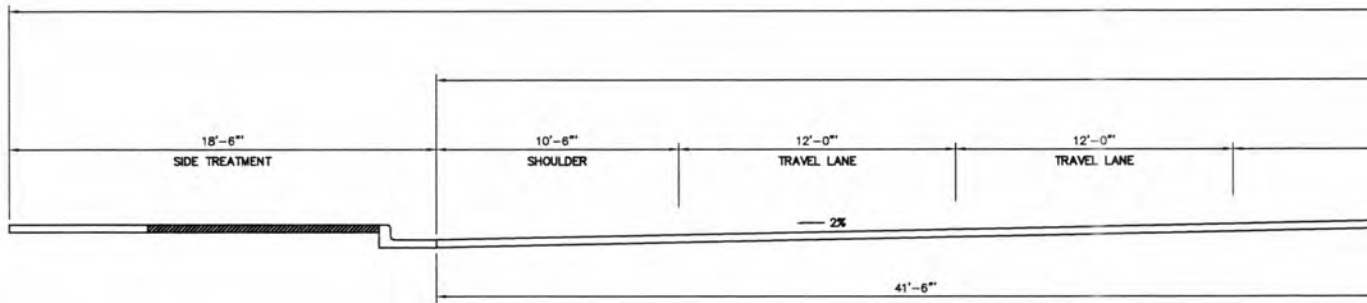 18'-6"' 10'-6"' 12'-0"' 12'-0"'
SIDE TREATMENT SHOULDER TRAVEL LANE TRAVEL LANE
2%
41'-6"'